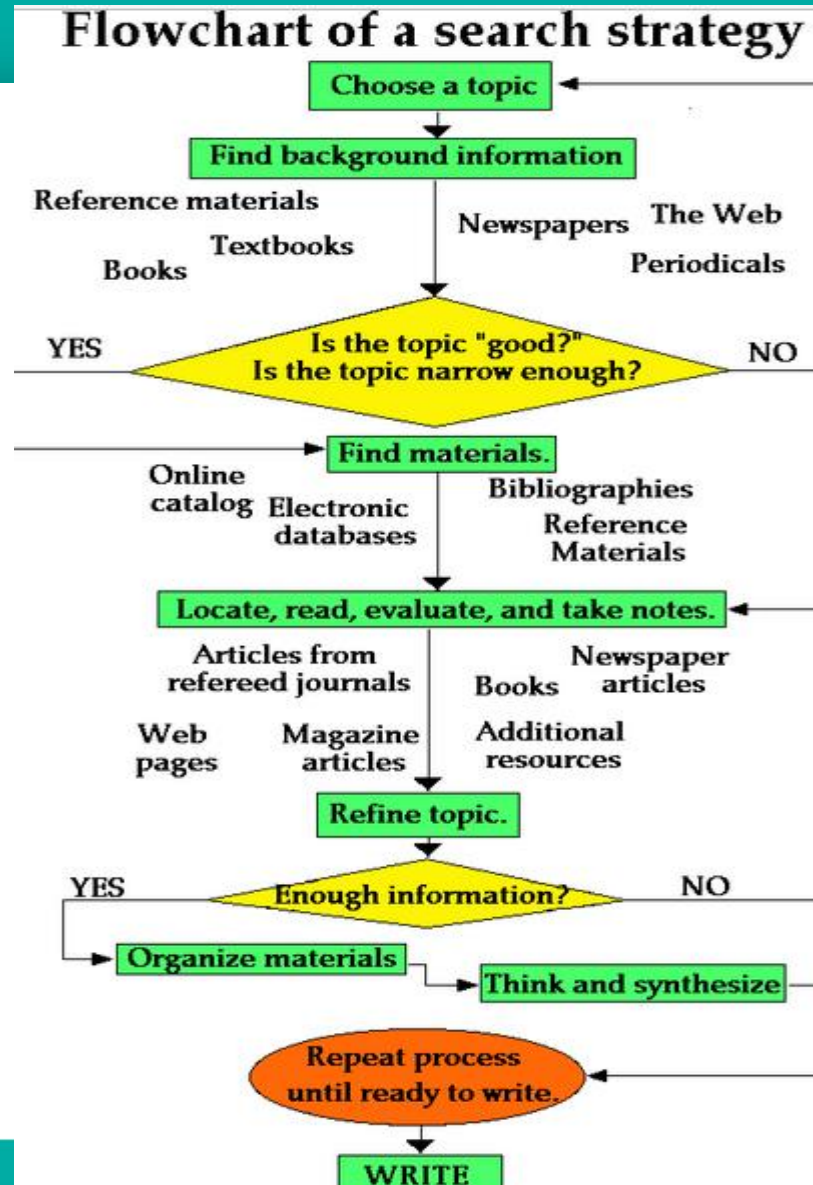 Flowchart of a search strategy
Choose a topic
Find background information
Reference materials
Newspapers
The Web
Textbooks
Books
Periodicals
YES
Is the topic "good?"
Is the topic narrow enough?
NO
Find materials.
Online
catalog
Electronic
databases
Bibliographies
Reference
Materials
Locate, read, evaluate, and take notes.
Articles from
refereed journals
Books
Newspaper
articles
Web
pages
Magazine
articles
Additional
resources
Refine topic.
YES
Enough information?
NO
Organize materials
Think and synthesize
Repeat process
until ready to write.
WRITE